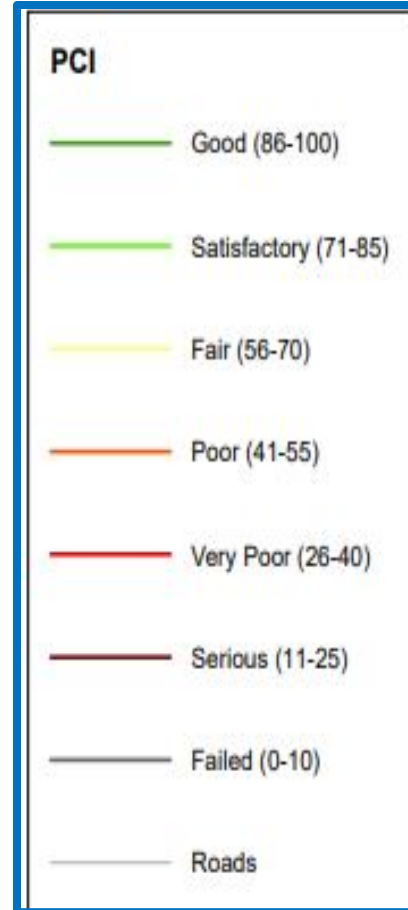 PCI
Good (86-100)
Satisfactory (71-85)
Fair (56-70)
Poor (41-55)
Very Poor (26-40)
Serious (11-25)
Failed (0-10)
Roads